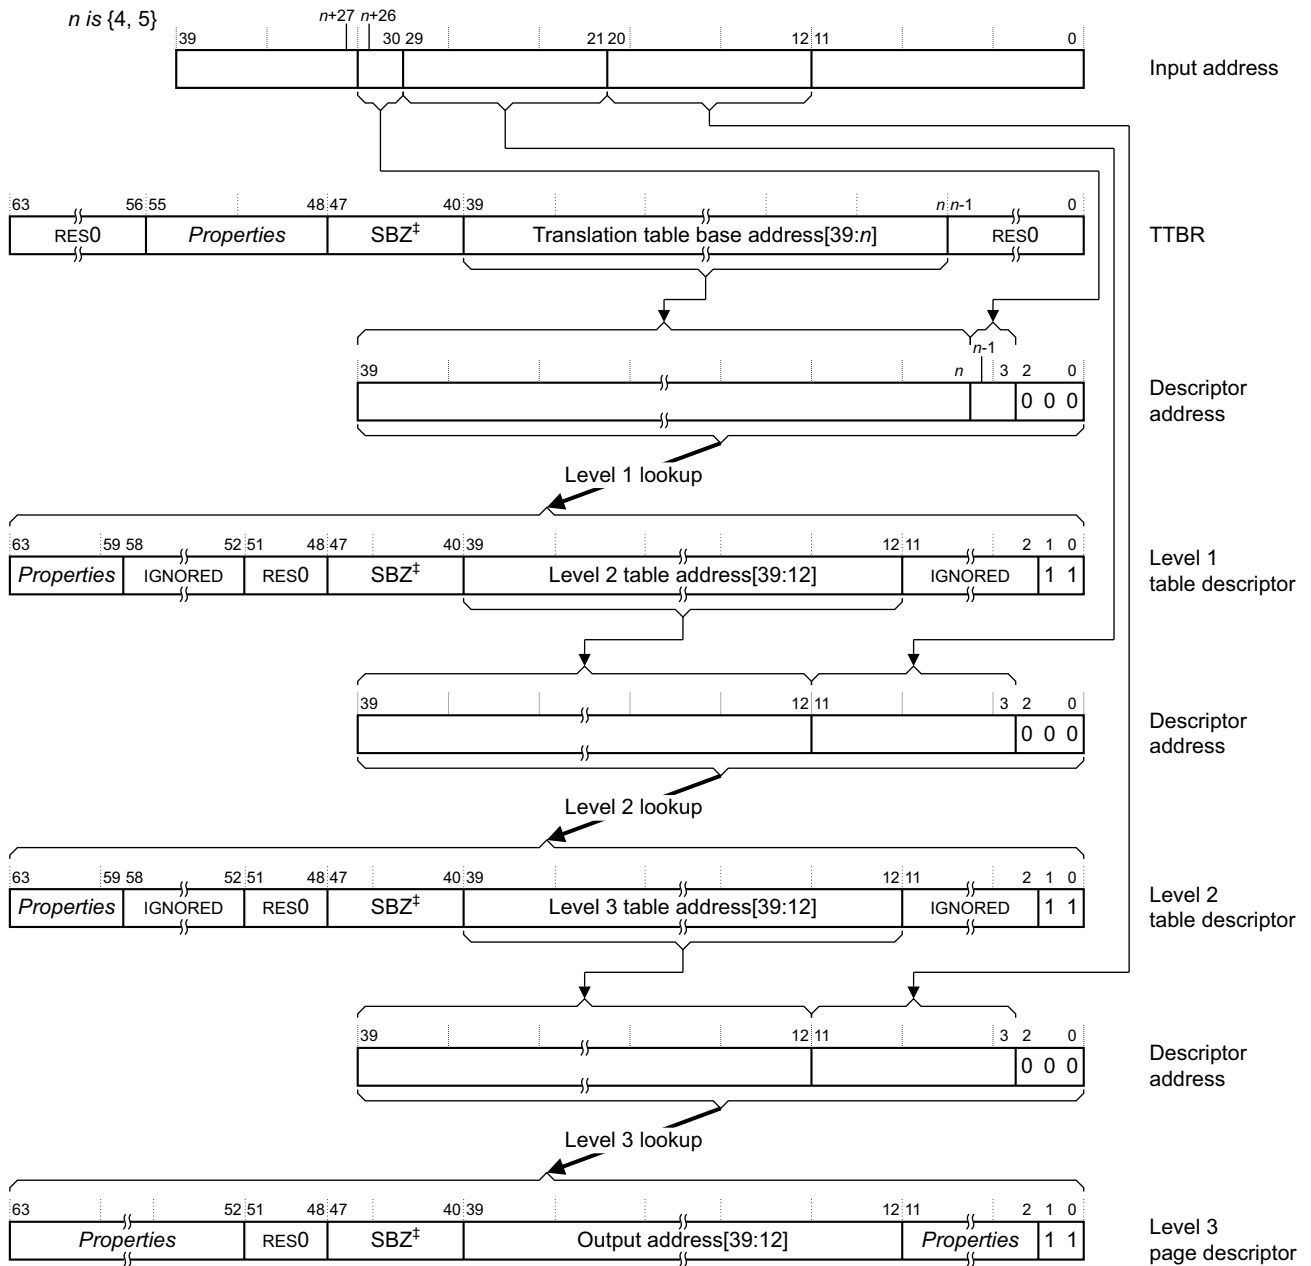 n is {4, 5}
n+27 n+26
39 30 29 21 20 12 11 0
Input address
63 56 55 48 47 40 39 n n-1 0
RES0 Properties SBZ‡ Translation table base address[39:n] RES0
TTBR
n-1
39 n 3 2 0
0 0 0
Descriptor
address
Level 1 lookup
63 59 58 52 51 48 47 40 39 12 11 2 1 0
Properties IGNORED RES0 SBZ‡ Level 2 table address[39:12] IGNORED 1 1
Level 1
table descriptor
39 12 11 3 2 0
0 0 0
Descriptor
address
Level 2 lookup
63 59 58 52 51 48 47 40 39 12 11 2 1 0
Properties IGNORED RES0 SBZ‡ Level 3 table address[39:12] IGNORED 1 1
Level 2
table descriptor
39 12 11 3 2 0
0 0 0
Descriptor
address
Level 3 lookup
63 52 51 48 47 40 39 12 11 2 1 0
Properties RES0 SBZ‡ Output address[39:12] Properties 1 1
Level 3
page descriptor